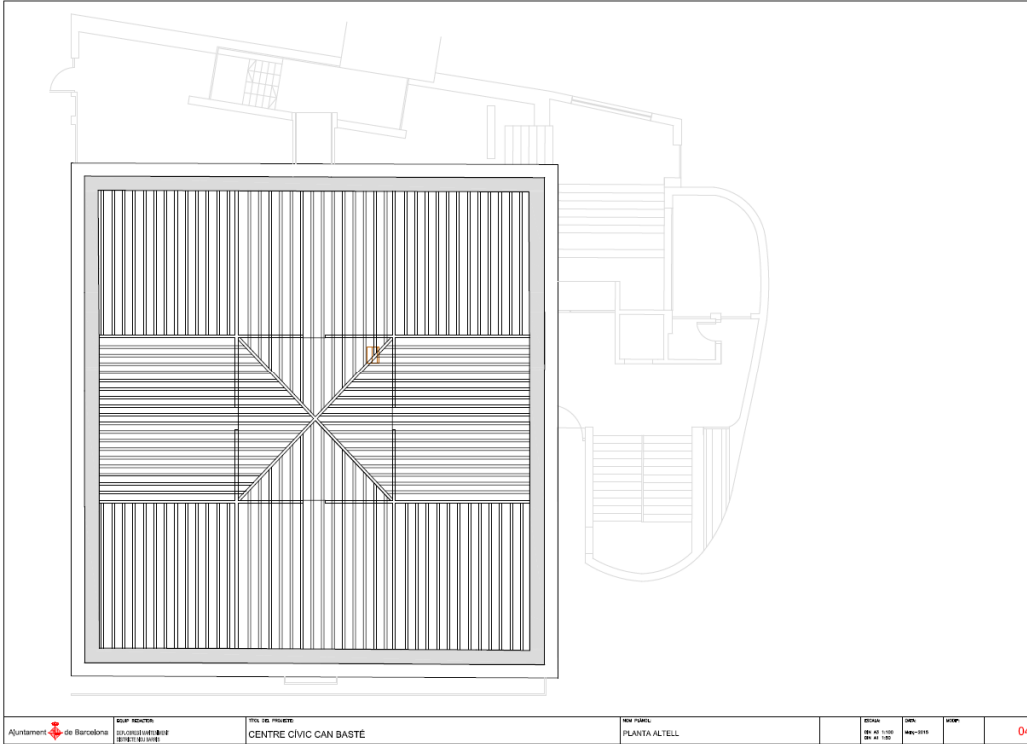 Ajuntament de Barcelona
EQUIP REDACTOR:
TÍTOL DEL PROJECTE:
CENTRE CÍVIC CAN BASTÉ
NOM PLÀNOL:
PLANTA ALTELL
ESCALA:
DIN A3 1:100
DIN A1 1:50
DATA:
MODIF:
04